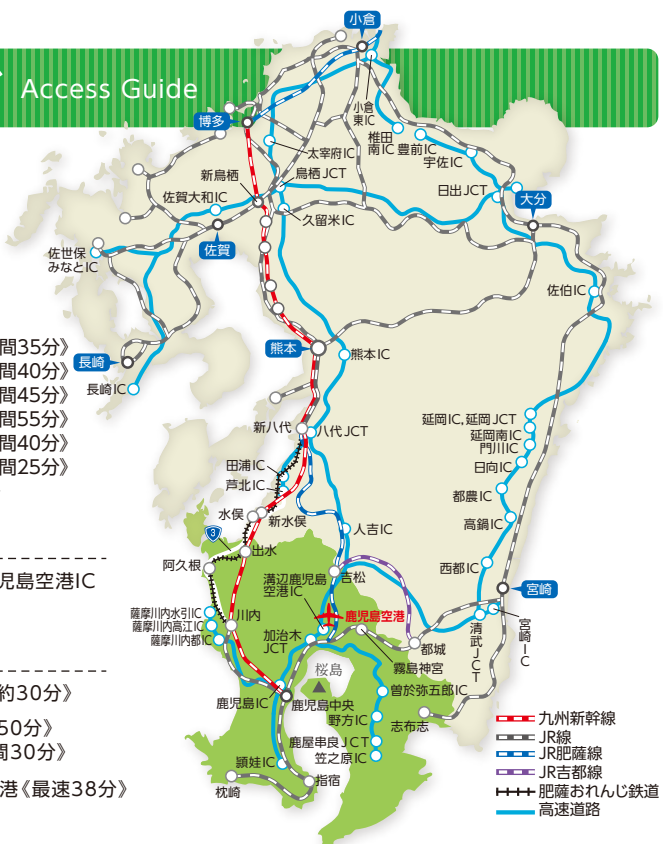 Access Guide
小倉
博多
小倉
東IC
椎田
南IC
豊前IC
宇佐IC
太宰府IC
新鳥栖
鳥栖JCT
日出JCT
大分
佐賀大和IC
久留米IC
佐世保
みなとIC
佐賀
佐伯IC
間35分》
間40分》
間45分》
間55分》
間40分》
間25分》
長崎
長崎IC
熊本
熊本IC
新八代
八代JCT
延岡IC,延岡JCT
延岡南IC
門川IC
日向IC
都農IC
高鍋IC
田浦IC
芦北IC
水俣
新水俣
3
出水
人吉IC
西都IC
児島空港IC
阿久根
溝辺鹿児島
空港IC
吉松
宮崎
鹿児島空港
薩摩川内水引IC
薩摩川内高江IC
薩摩川内都IC
川内
加治木
JCT
都城
清武JCT
宮崎IC
霧島神宮
桜島
約30分》
50分》
間30分》
港《最速38分》
鹿児島IC
鹿児島中央
曽於弥五郎IC
野方IC
志布志
鹿屋串良JCT
笠之原IC
頴娃IC
枕崎
指宿
九州新幹線
JR線
JR肥薩線
JR吉都線
肥薩おれんじ鉄道
高速道路